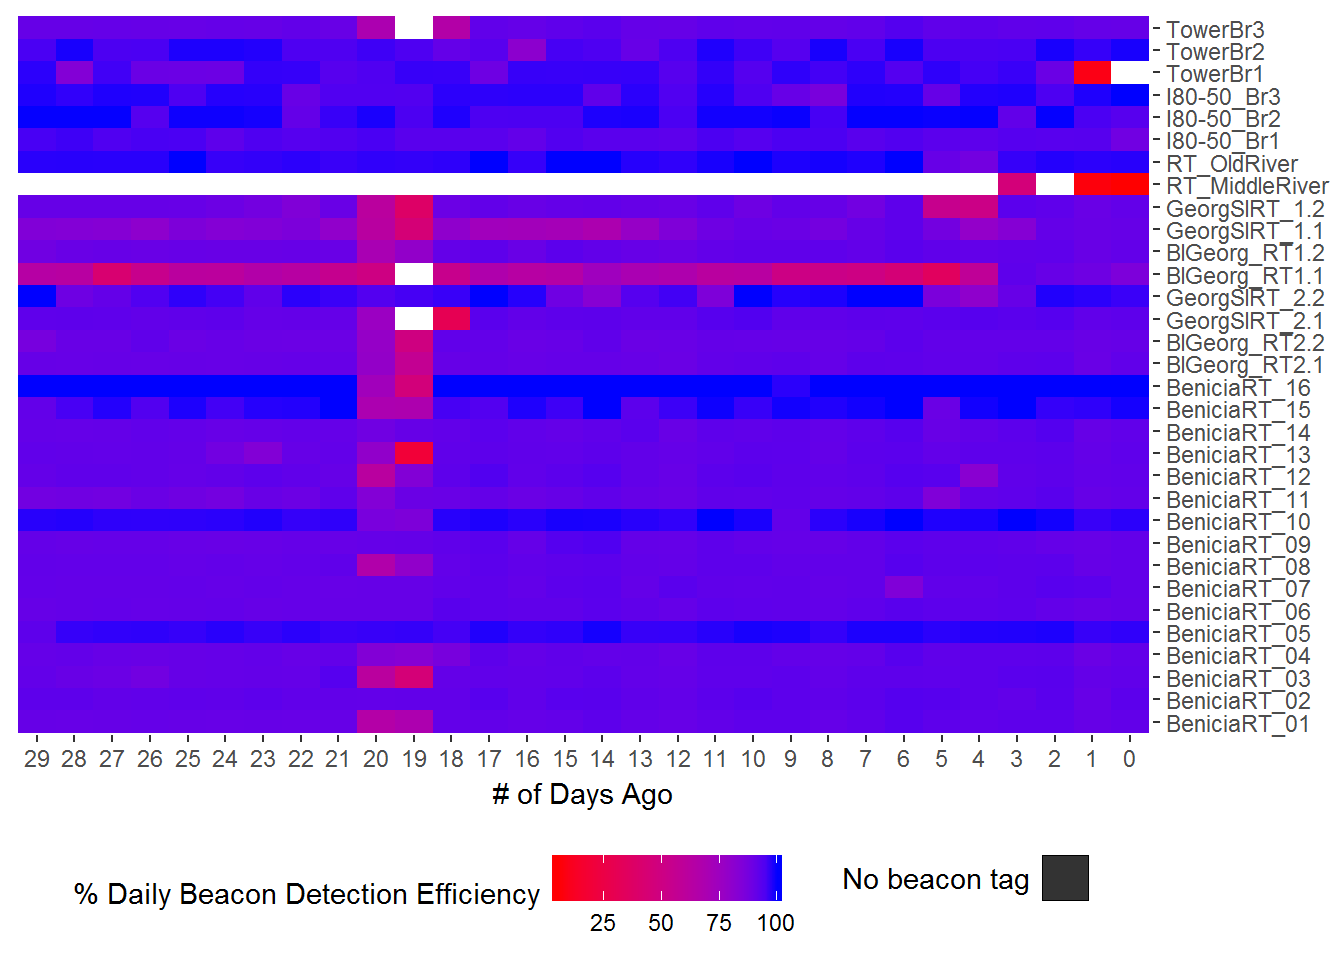 TowerBr3
TowerBr2
TowerBr1
I80-50_Br3
I80-50_Br2
I80-50_Br1
RT_OldRiver
RT_MiddleRiver
GeorgSlRT_1.2
GeorgSlRT_1.1
BlGeorg_RT1.2
BlGeorg_RT1.1
GeorgSlRT_2.2
GeorgSlRT_2.1
BlGeorg_RT2.2
BlGeorg_RT2.1
BeniciaRT_16
BeniciaRT_15
BeniciaRT_14
BeniciaRT_13
BeniciaRT_12
BeniciaRT_11
BeniciaRT_10
BeniciaRT_09
BeniciaRT_08
BeniciaRT_07
BeniciaRT_06
BeniciaRT_05
BeniciaRT_04
BeniciaRT_03
BeniciaRT_02
BeniciaRT_01
29 28 27 26 25 24 23 22 21 20 19 18 17 16 15 14 13 12 11 10 9 8 7 6 5 4 3 2 1 0
# of Days Ago
% Daily Beacon Detection Efficiency
25 50 75 100
No beacon tag